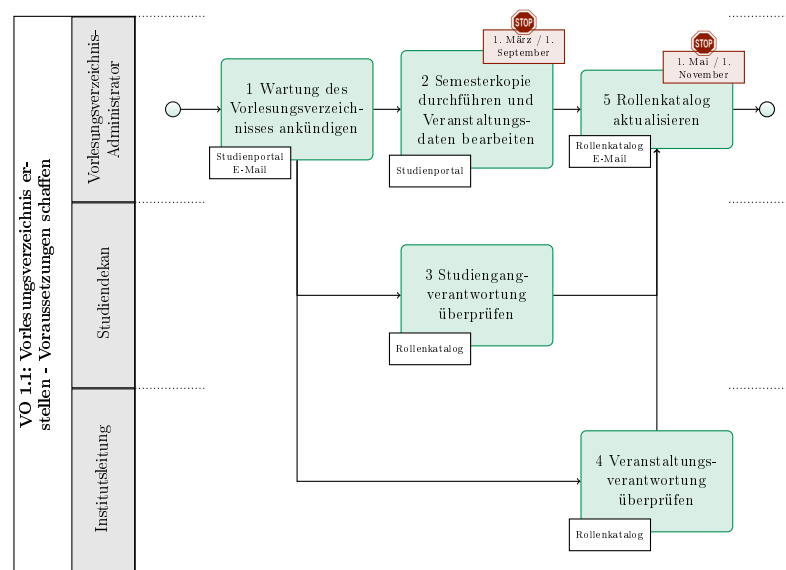 VO 1.1: Vorlesungsverzeichnis er-
stellen - Voraussetzungen schaffen
Vorlesungsverzeichnis-
Administrator
Studiendekan
Institutsleitung
1 Wartung des
Vorlesungsverzeich-
nisses ankündigen
Studienportal
E-Mail
STOP
1. März / 1.
September
2 Semesterkopie
durchführen und
Veranstaltungs-
daten bearbeiten
Studienportal
STOP
1. Mai / 1.
November
5 Rollenkatalog
aktualisieren
Rollenkatalog
E-Mail
3 Studiengang-
verantwortung
überprüfen
Rollenkatalog
4 Veranstaltungs-
verantwortung
überprüfen
Rollenkatalog